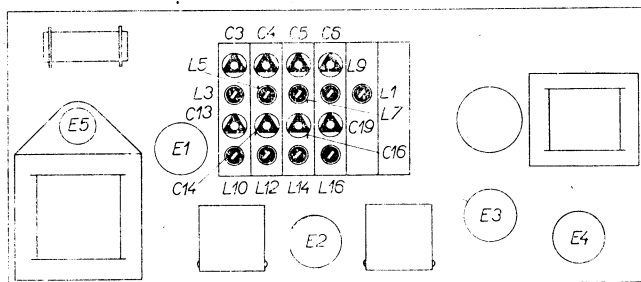 C3 C4 C5 C6
L5 L9
L3 L1
C13 L7
E5 E1 C19
C16
C14 L10 L12 L14 L16
E2 E3 E4